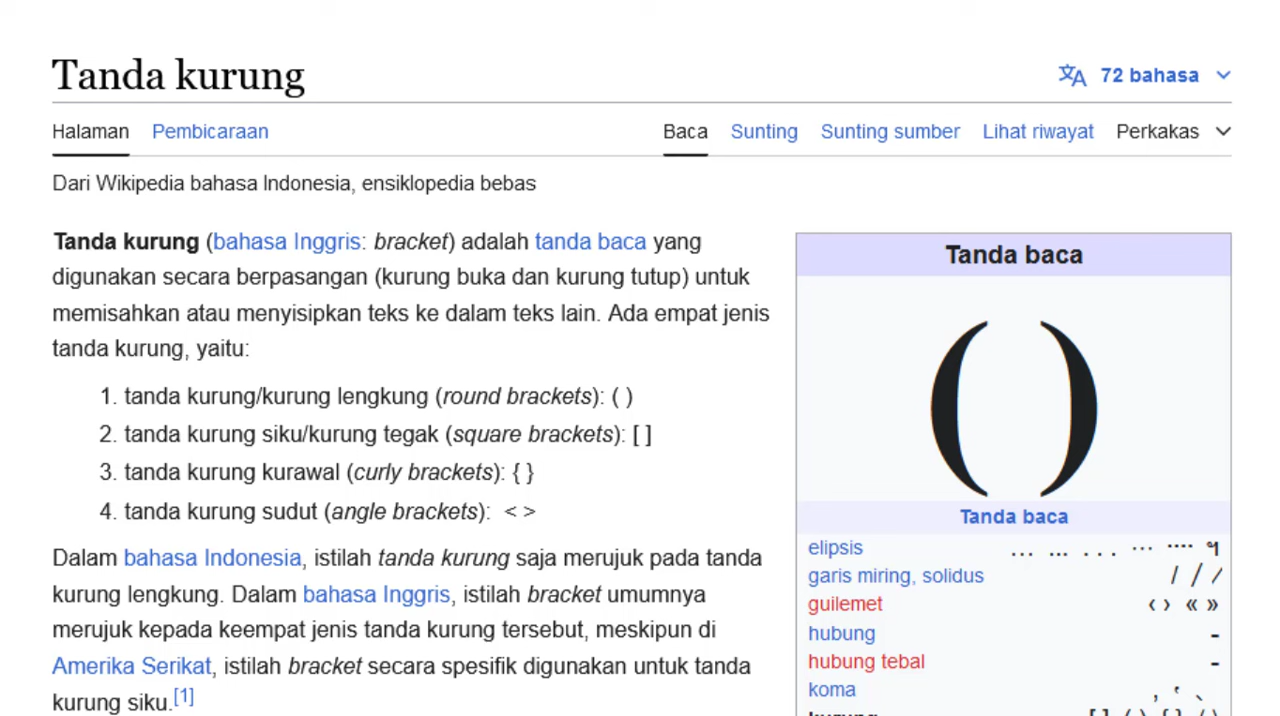 Tanda kurung
72 bahasa
Halaman Pembicaraan Baca Sunting Sunting sumber Lihat riwayat Perkakas
Dari Wikipedia bahasa Indonesia, ensiklopedia bebas
Tanda kurung (bahasa Inggris: bracket) adalah tanda baca yang
digunakan secara berpasangan (kurung buka dan kurung tutup) untuk
memisahkan atau menyisipkan teks ke dalam teks lain. Ada empat jenis
tanda kurung, yaitu:
1. tanda kurung/kurung lengkung (round brackets): ( )
2. tanda kurung siku/kurung tegak (square brackets): [ ]
3. tanda kurung kurawal (curly brackets): { }
4. tanda kurung sudut (angle brackets): < >
Dalam bahasa Indonesia, istilah tanda kurung saja merujuk pada tanda
kurung lengkung. Dalam bahasa Inggris, istilah bracket umumnya
merujuk kepada keempat jenis tanda kurung tersebut, meskipun di
Amerika Serikat, istilah bracket secara spesifik digunakan untuk tanda
kurung siku.[1]
Tanda baca
( )
Tanda baca
elipsis ... … . . . ⋯ ᠁ ฯ
garis miring, solidus / ⁄ ∕
guilemet ‹ › « »
hubung -
hubung tebal -
koma